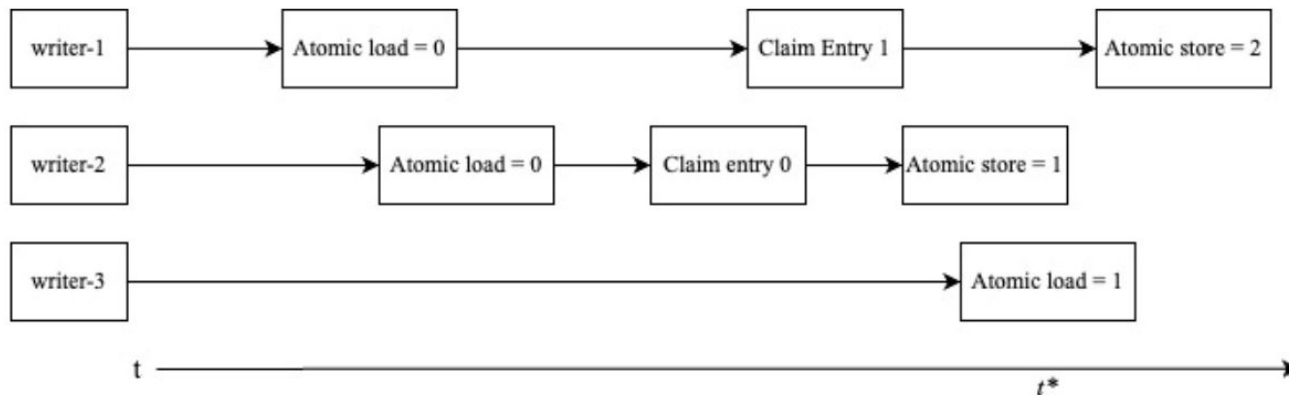 writer-1 Atomic load = 0 Claim Entry 1 Atomic store = 2
writer-2 Atomic load = 0 Claim entry 0 Atomic store = 1
writer-3 Atomic load = 1
t
t*